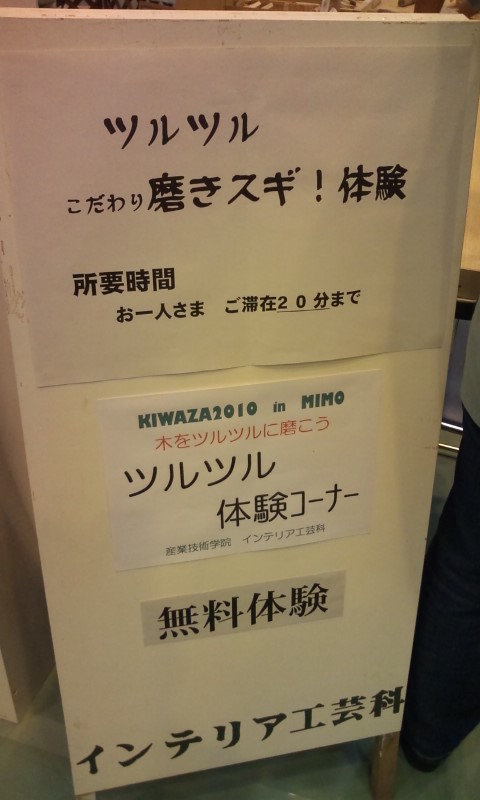 ツルツル
こだわり磨きスギ！体験
所要時間
お一人さま　ご滞在２０分まで
KIWAZA2010 in MIMO
木をツルツルに磨こう
ツルツル
体験コーナー
産業技術学院　インテリア工芸科
無料体験
インテリア工芸科